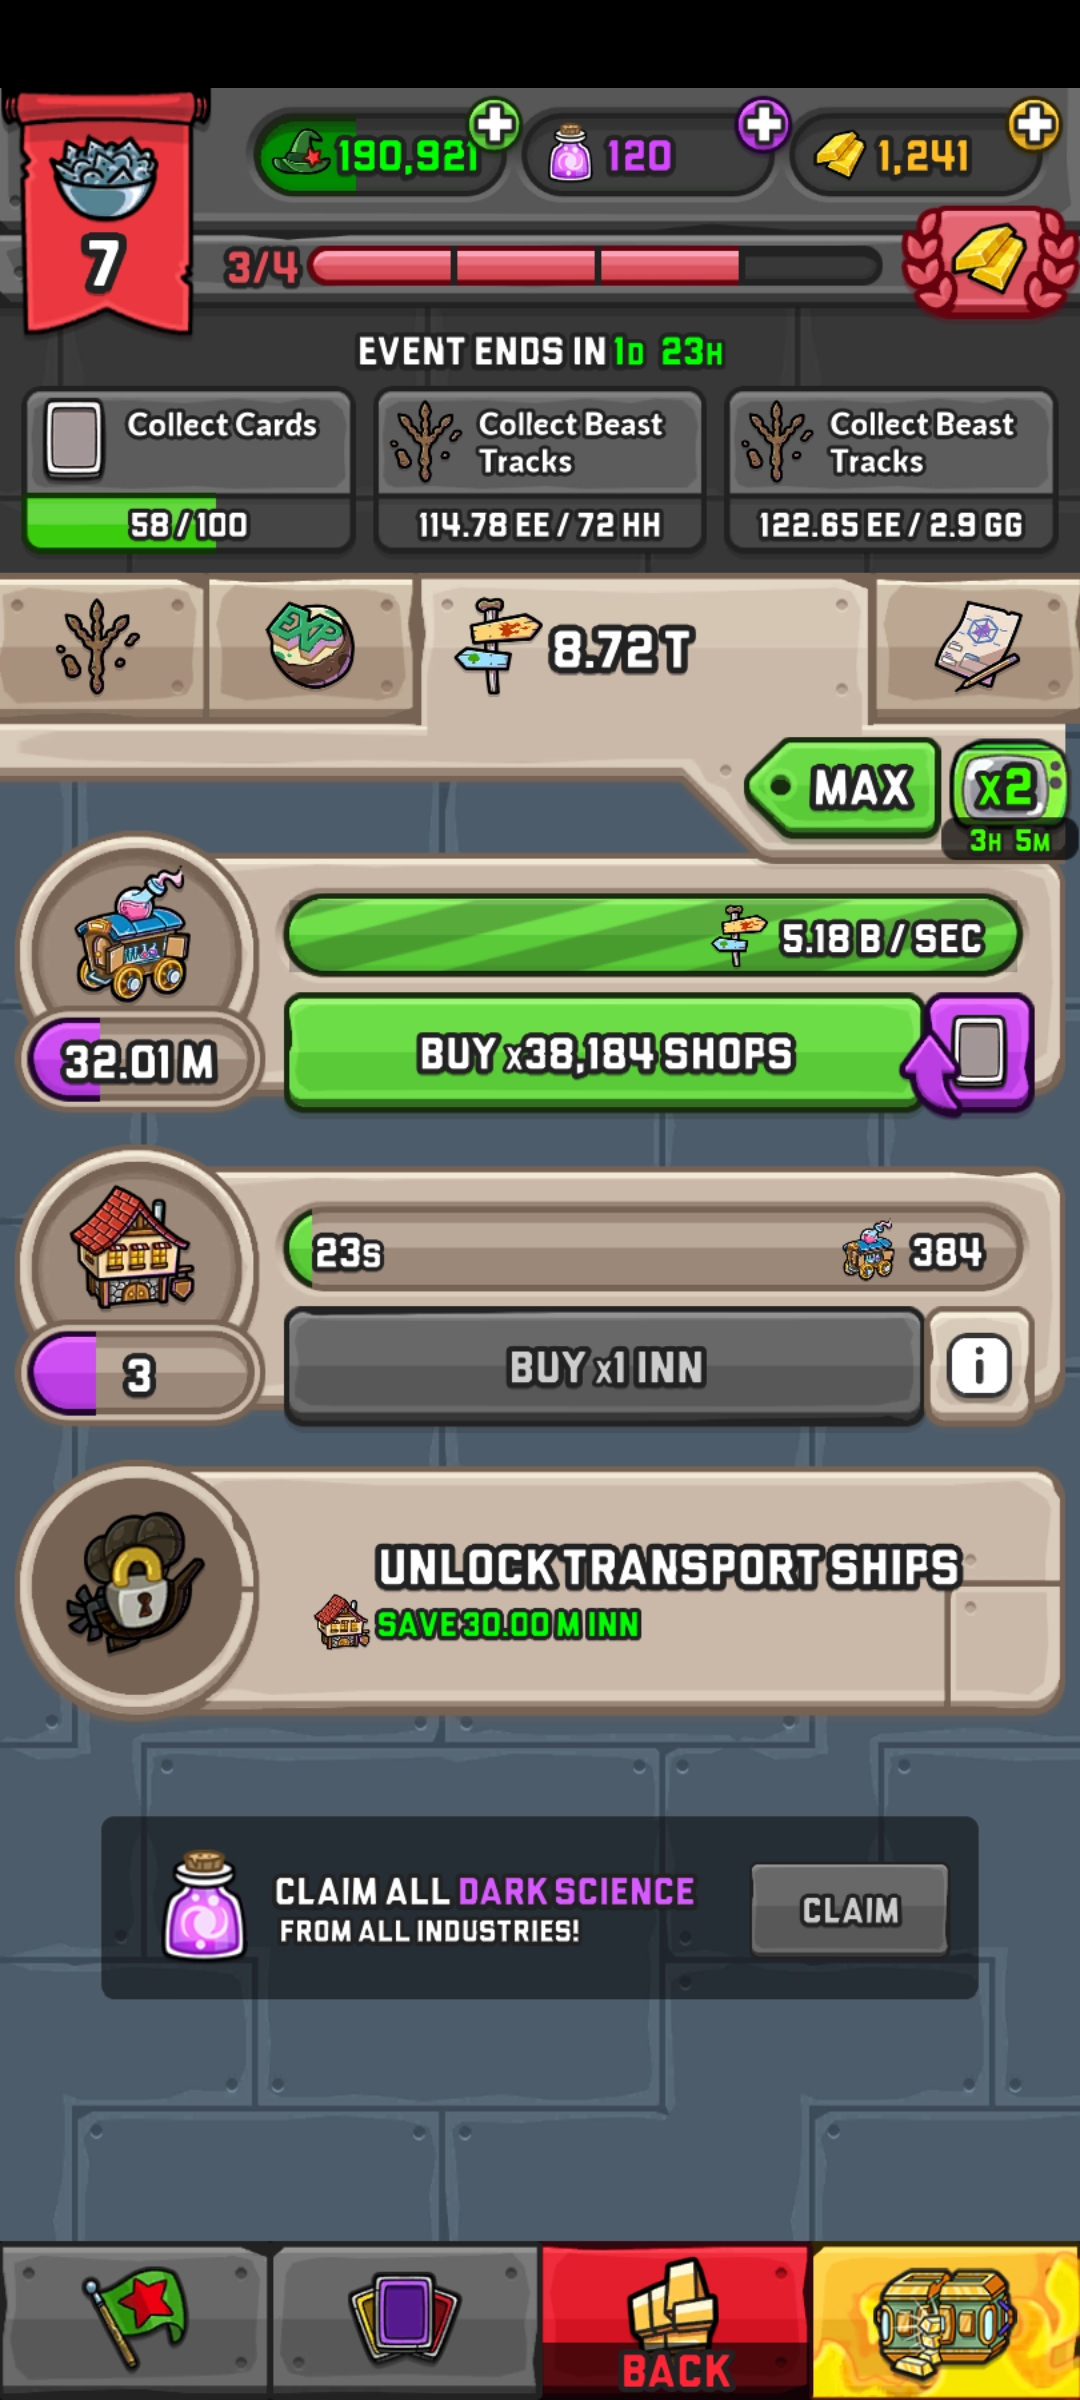 190,921
120
1,241
7
3/4
EVENT ENDS IN 1D 23H
Collect Cards
58/100
Collect Beast
Tracks
114.78 EE/72 HH
Collect Beast
Tracks
122.65 EE/2.9 GG
EXP
8.72 T
MAX
x2
3H 5M
5.18 B/SEC
32.01 M
BUY x38,184 SHOPS
23s
384
3
BUY x1 INN
i
UNLOCK TRANSPORT SHIPS
SAVE 30.00 M INN
CLAIM ALL DARK SCIENCE
FROM ALL INDUSTRIES!
CLAIM
BACK